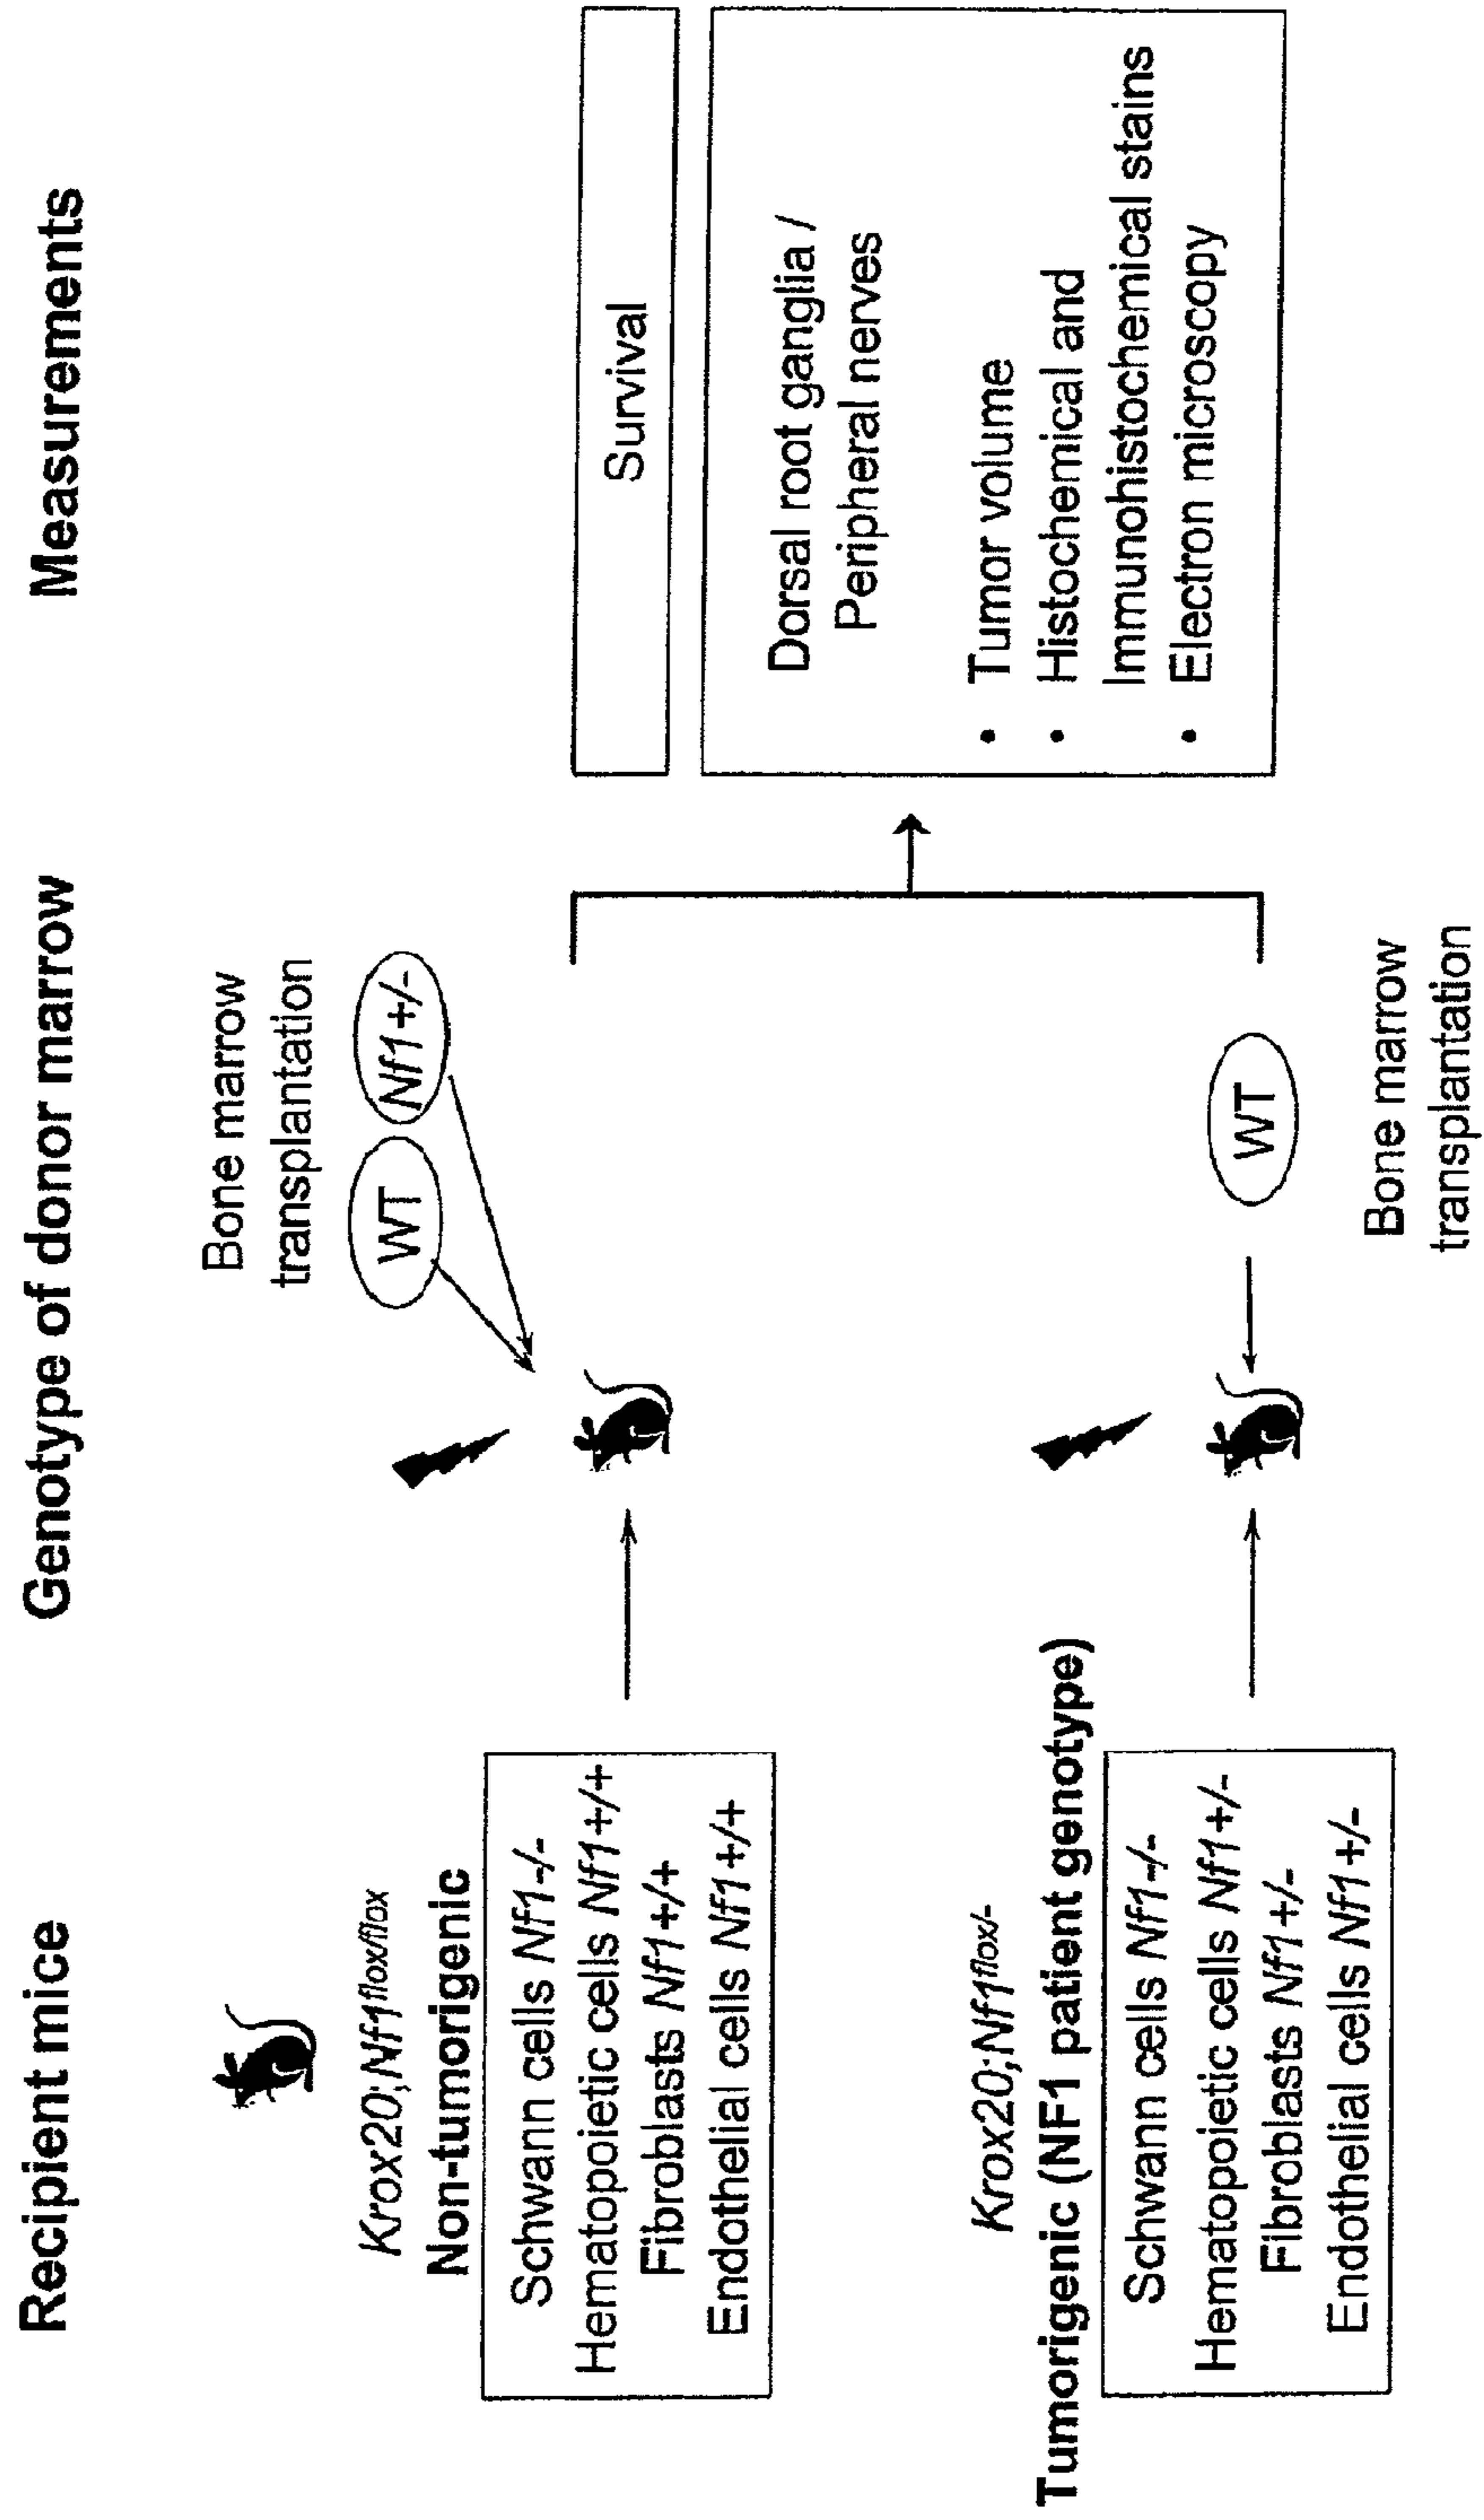 Recipient mice
Genotype of donor marrow
Measurements
Krox20;Nf1flox/flox
Non-tumorigenic
Schwann cells Nf1-/-
Hematopoietic cells Nf1+/+
Fibroblasts Nf1+/+
Endothelial cells Nf1+/+
Bone marrow
transplantation
WT
Nf1+/-
Survival
Dorsal root ganglia /
Peripheral nerves
• Tumor volume
• Histochemical and
Immunohistochemical stains
• Electron microscopy
Krox20;Nf1flox/-
Tumorigenic (NF1 patient genotype)
Schwann cells Nf1-/-
Hematopoietic cells Nf1+/-
Fibroblasts Nf1+/-
Endothelial cells Nf1+/-
WT
Bone marrow
transplantation